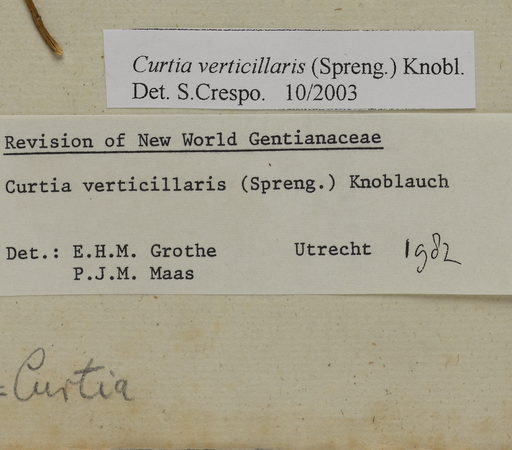 Curtia verticillaris (Spreng.) Knobl.
Det. S.Crespo. 10/2003
Revision of New World Gentianaceae
Curtia verticillaris (Spreng.) Knoblauch
Det.: E.H.M. Grothe Utrecht 1982
P.J.M. Maas
=Curtia